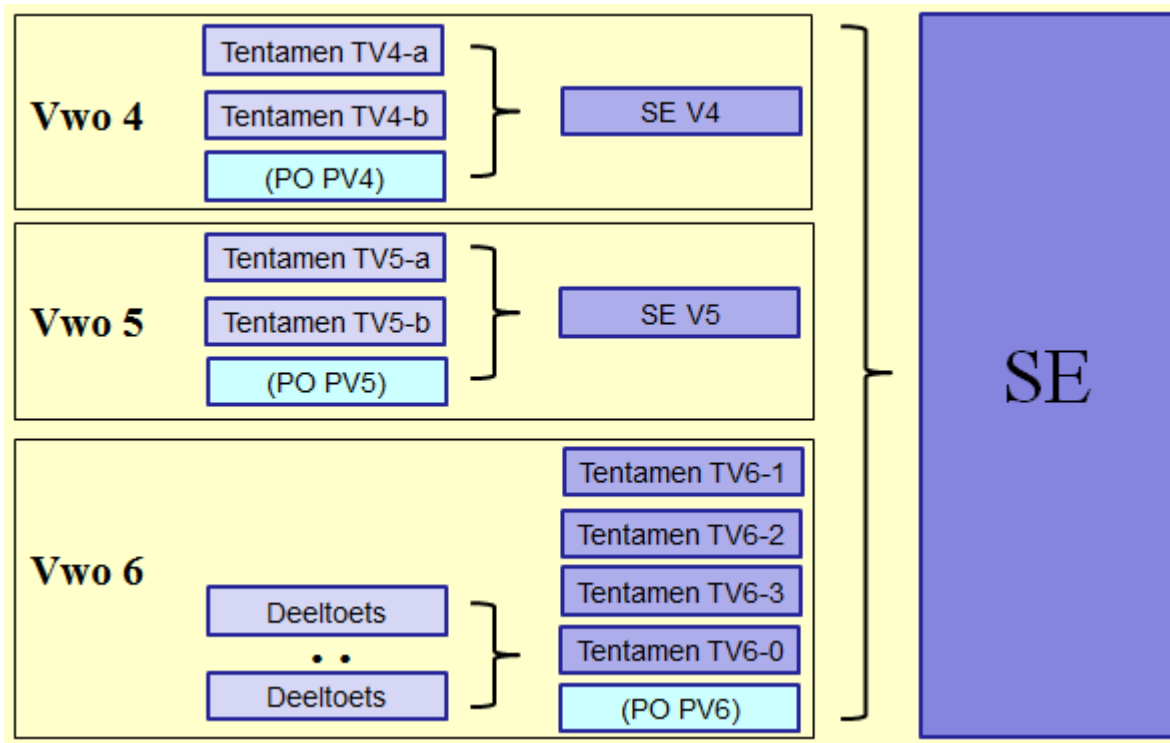 Vwo 4
Tentamen TV4-a
Tentamen TV4-b
(PO PV4)
SE V4
Vwo 5
Tentamen TV5-a
Tentamen TV5-b
(PO PV5)
SE V5
Vwo 6
Deeltoets
. .
Deeltoets
Tentamen TV6-1
Tentamen TV6-2
Tentamen TV6-3
Tentamen TV6-0
(PO PV6)
SE